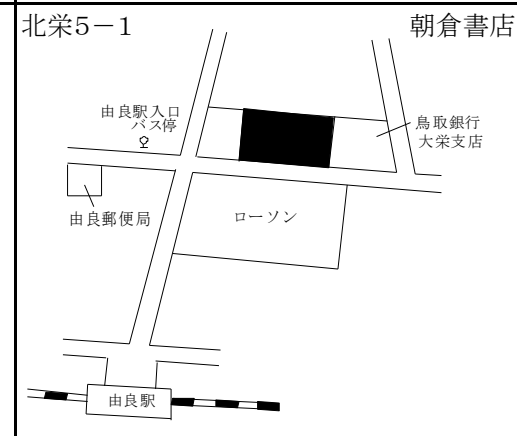 北栄5-1
朝倉書店
由良駅入口
バス停
鳥取銀行
大栄支店
由良郵便局
ローソン
由良駅